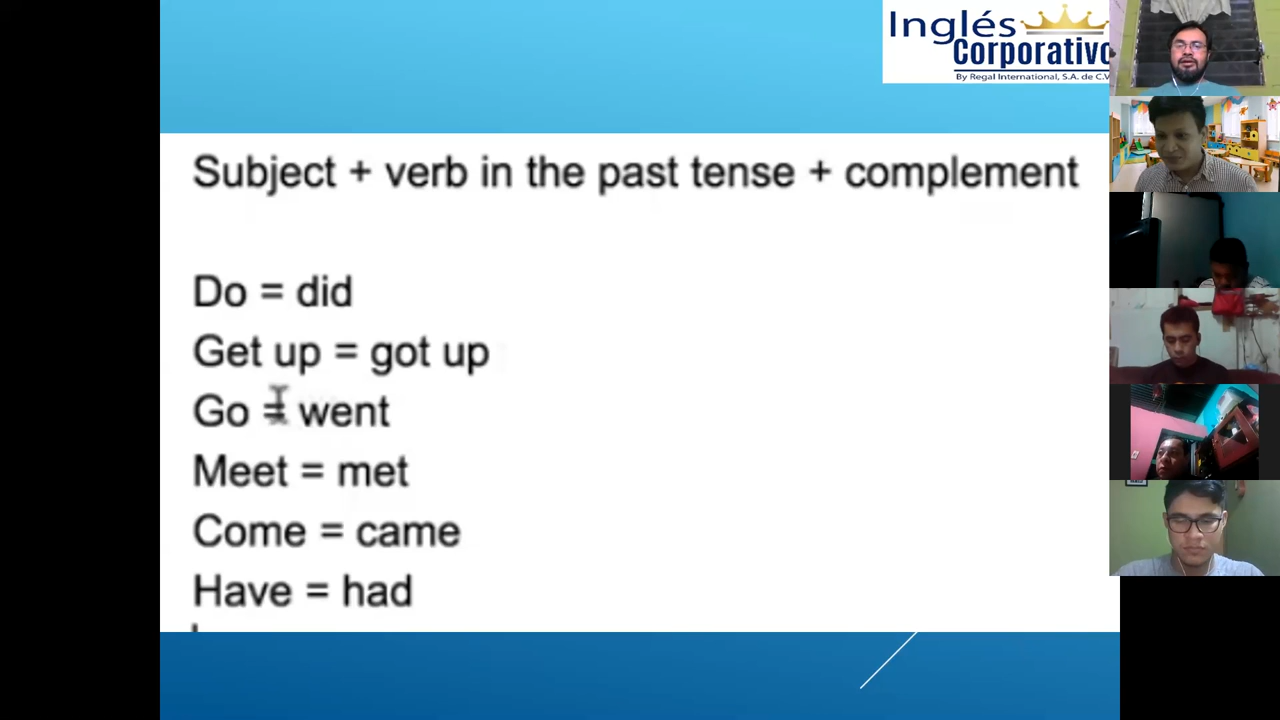 Inglés
Corporativo
By Regal International, S.A. de C.V
Subject + verb in the past tense + complement
Do = did
Get up = got up
Go = went
Meet = met
Come = came
Have = had